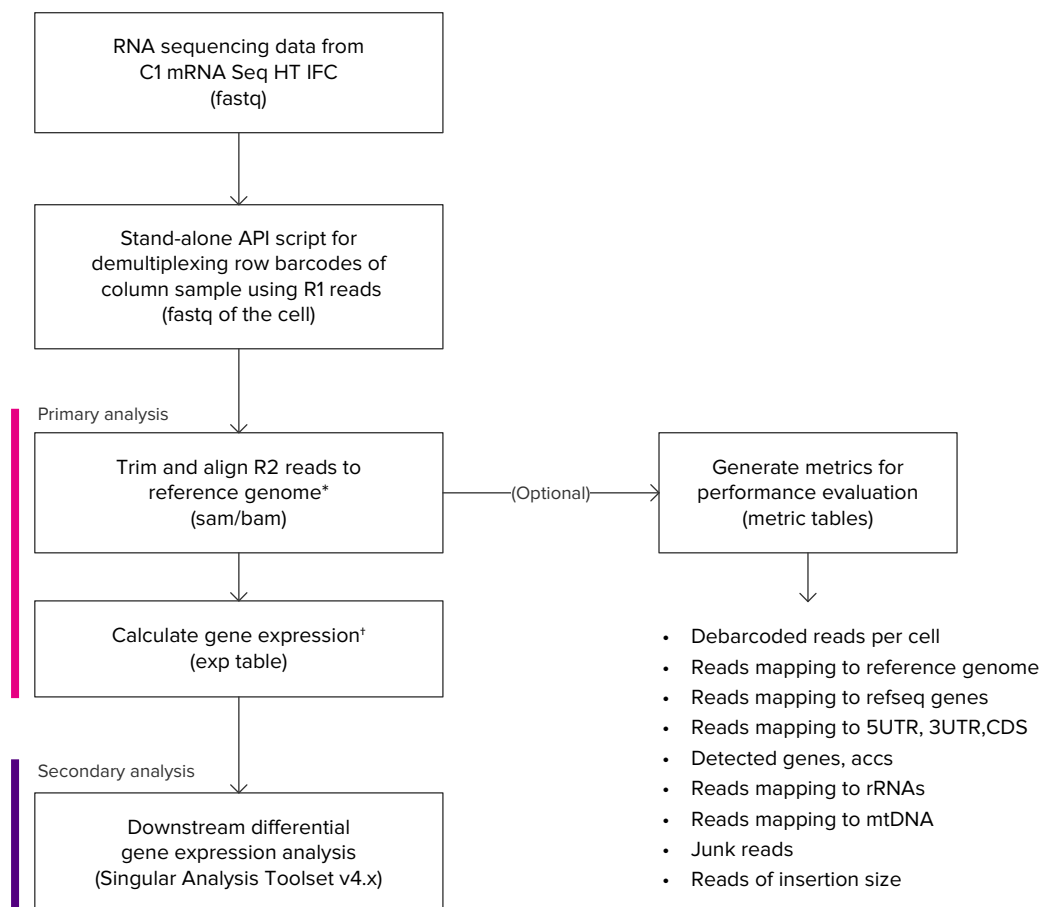 RNA sequencing data from
C1 mRNA Seq HT IFC
(fastq)
Stand-alone API script for
demultiplexing row barcodes of
column sample using R1 reads
(fastq of the cell)
Primary analysis
Trim and align R2 reads to
reference genome*
(sam/bam)
(Optional)
Generate metrics for
performance evaluation
(metric tables)
Calculate gene expression†
(exp table)
• Debarcoded reads per cell
• Reads mapping to reference genome
• Reads mapping to refseq genes
• Reads mapping to 5UTR, 3UTR,CDS
• Detected genes, accs
• Reads mapping to rRNAs
• Reads mapping to mtDNA
• Junk reads
• Reads of insertion size
Secondary analysis
Downstream differential
gene expression analysis
(Singular Analysis Toolset v4.x)